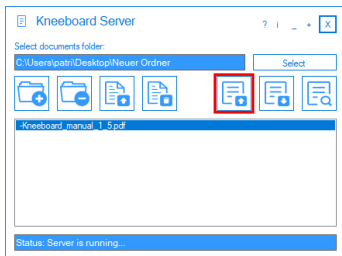 Kneeboard Server
? i _ + X
Select documents folder:
C:\Users\patri\Desktop\Neuer Ordner
Select
-Kneeboard_manual_1_5.pdf
Status: Server is running...